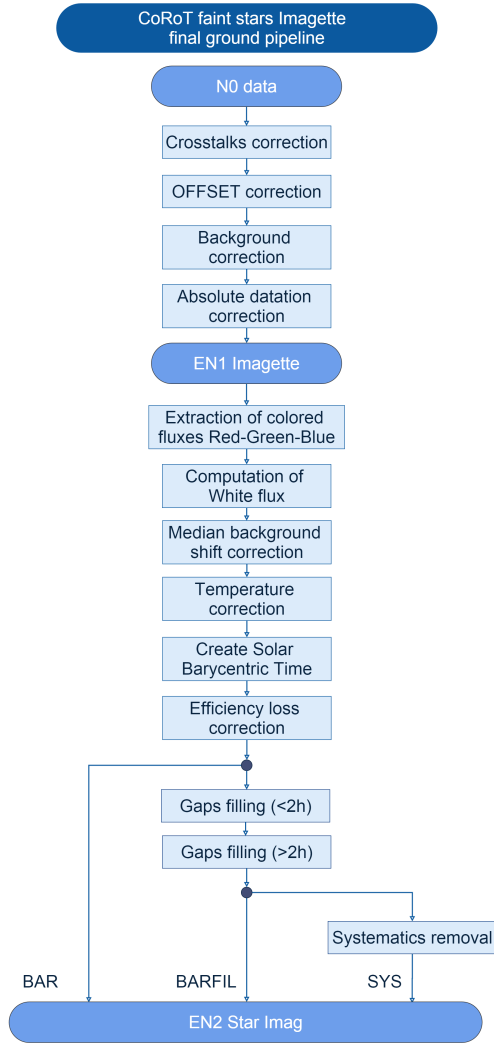 CoRoT faint stars Imagette
final ground pipeline
N0 data
Crosstalks correction
OFFSET correction
Background
correction
Absolute datation
correction
EN1 Imagette
Extraction of colored
fluxes Red-Green-Blue
Computation of
White flux
Median background
shift correction
Temperature
correction
Create Solar
Barycentric Time
Efficiency loss
correction
Gaps filling (<2h)
Gaps filling (>2h)
Systematics removal
BAR
BARFIL
SYS
EN2 Star Imag